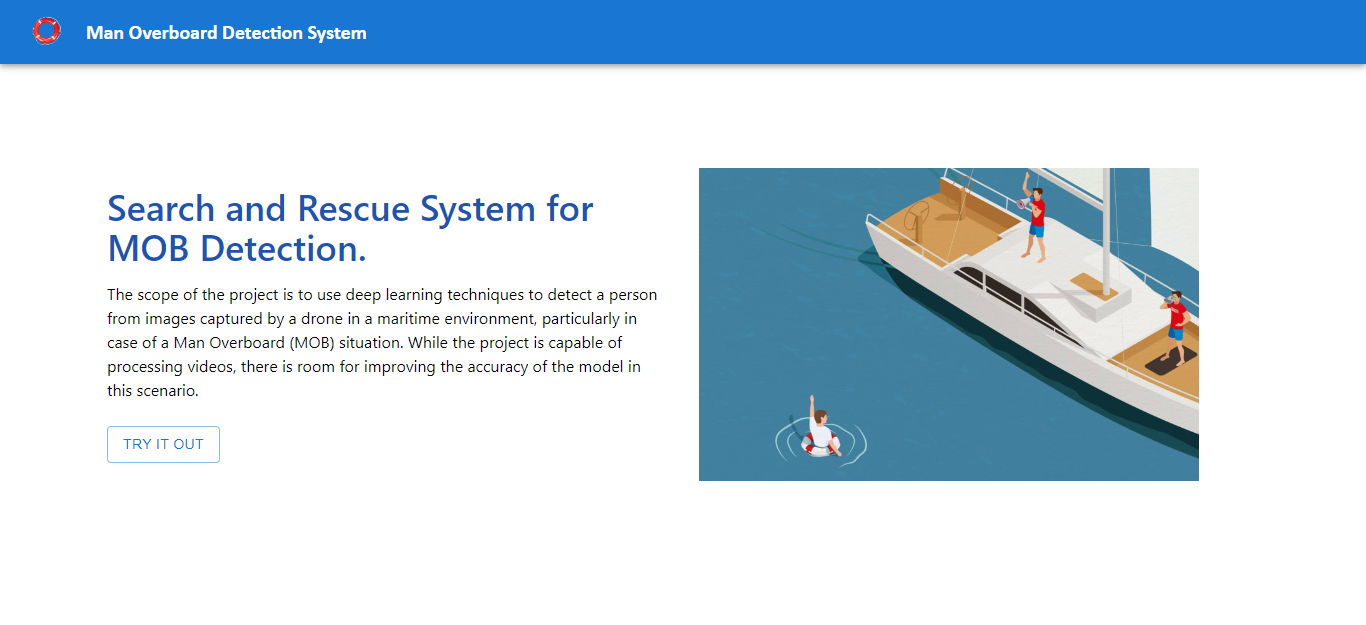 Man Overboard Detection System
Search and Rescue System for
MOB Detection.
The scope of the project is to use deep learning techniques to detect a person
from images captured by a drone in a maritime environment, particularly in
case of a Man Overboard (MOB) situation. While the project is capable of
processing videos, there is room for improving the accuracy of the model in
this scenario.
TRY IT OUT